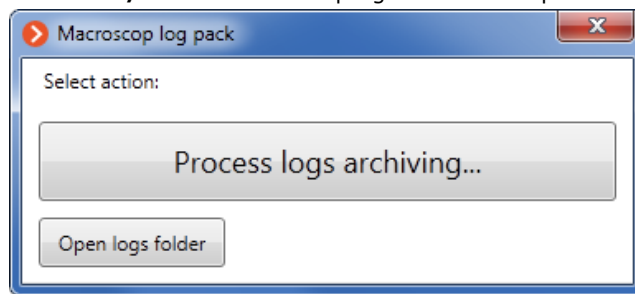 Macroscop log pack
Select action:
Process logs archiving...
Open logs folder